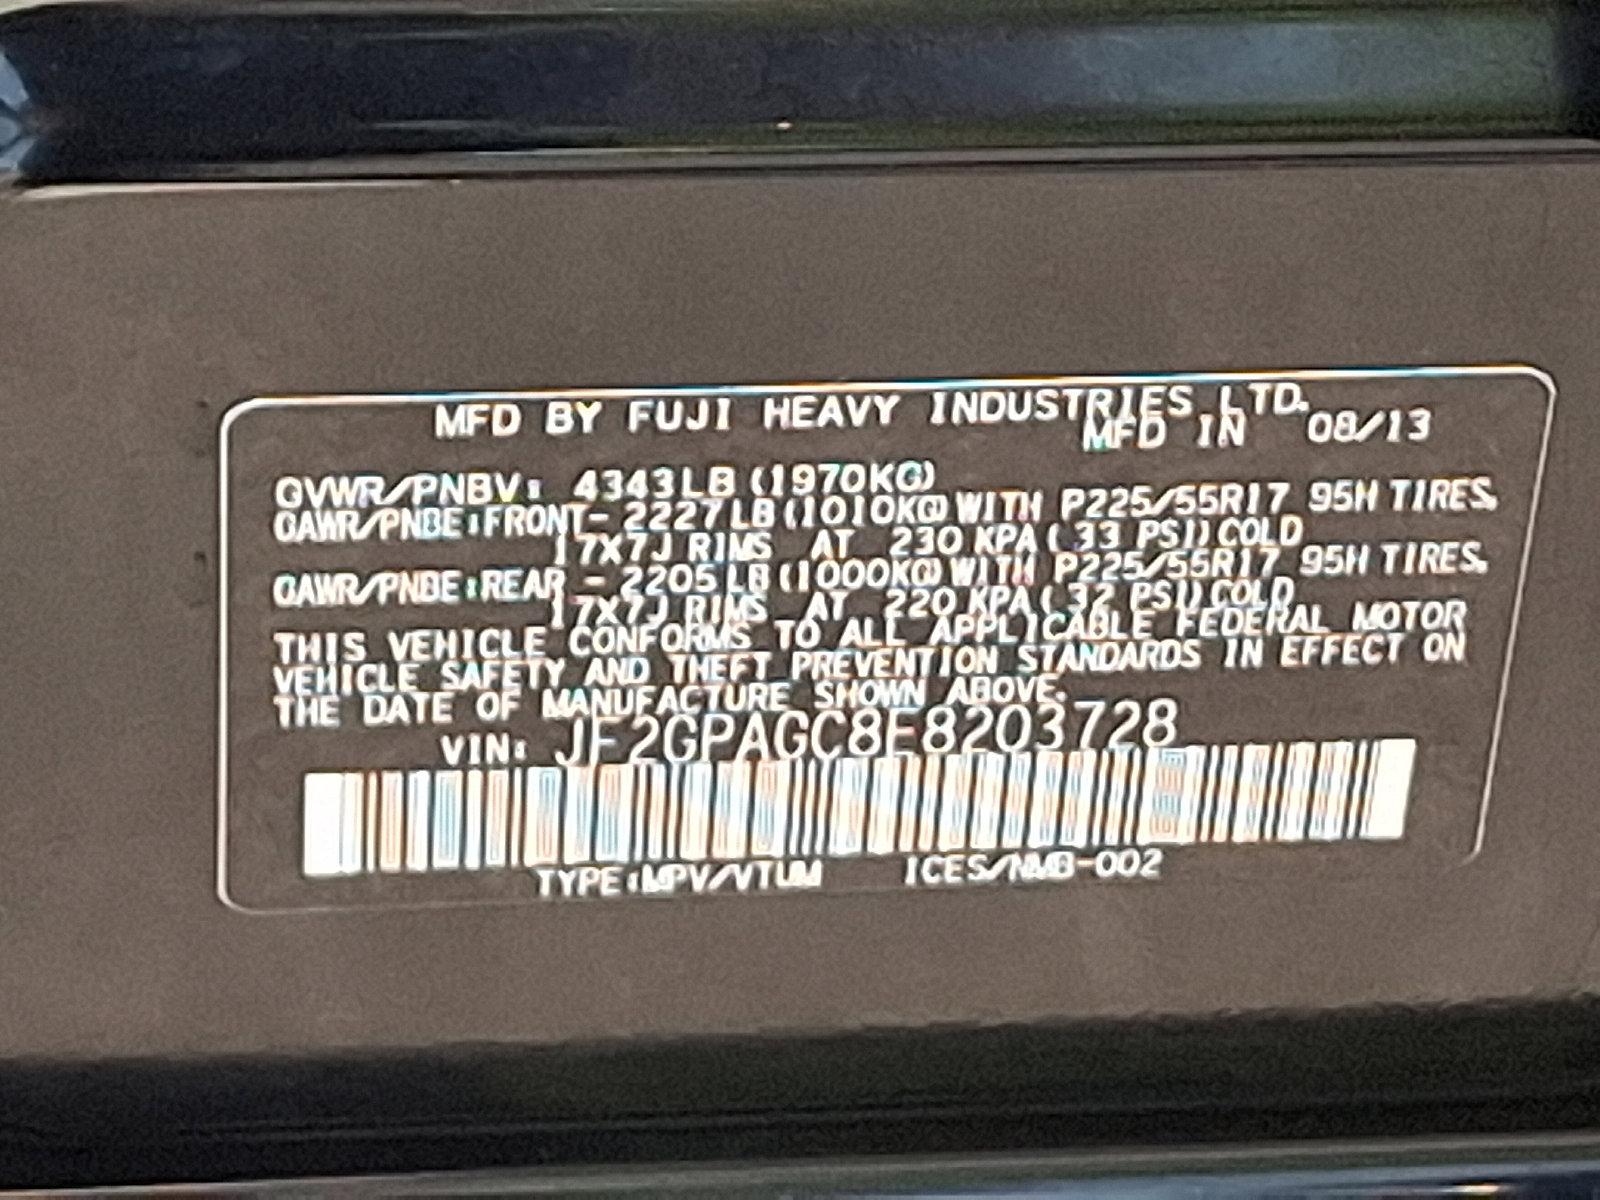 MFD BY FUJI HEAVY INDUSTRIES LTD.
MFD IN 08/13
GVWR/PNBV: 4343LB (1970KG)
GAWR/PNBE:FRONT- 2227LB (1010KG) WITH P225/55R17 95H TIRES,
17X7J RIMS AT 230 KPA ( 33 PSI) COLD
GAWR/PNBE:REAR - 2205LB (1000KG) WITH P225/55R17 95H TIRES,
17X7J RIMS AT 220 KPA ( 32 PSI) COLD
THIS VEHICLE CONFORMS TO ALL APPLICABLE FEDERAL MOTOR
VEHICLE SAFETY AND THEFT PREVENTION STANDARDS IN EFFECT ON
THE DATE OF MANUFACTURE SHOWN ABOVE.
VIN: JF2GPAGC8E8203728
TYPE:MPV/VTUM ICES/NMB-002